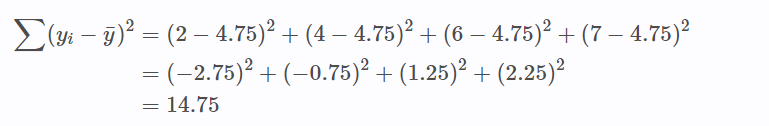 ∑(yᵢ − ȳ)² = (2 − 4.75)² + (4 − 4.75)² + (6 − 4.75)² + (7 − 4.75)²
= (−2.75)² + (−0.75)² + (1.25)² + (2.25)²
= 14.75